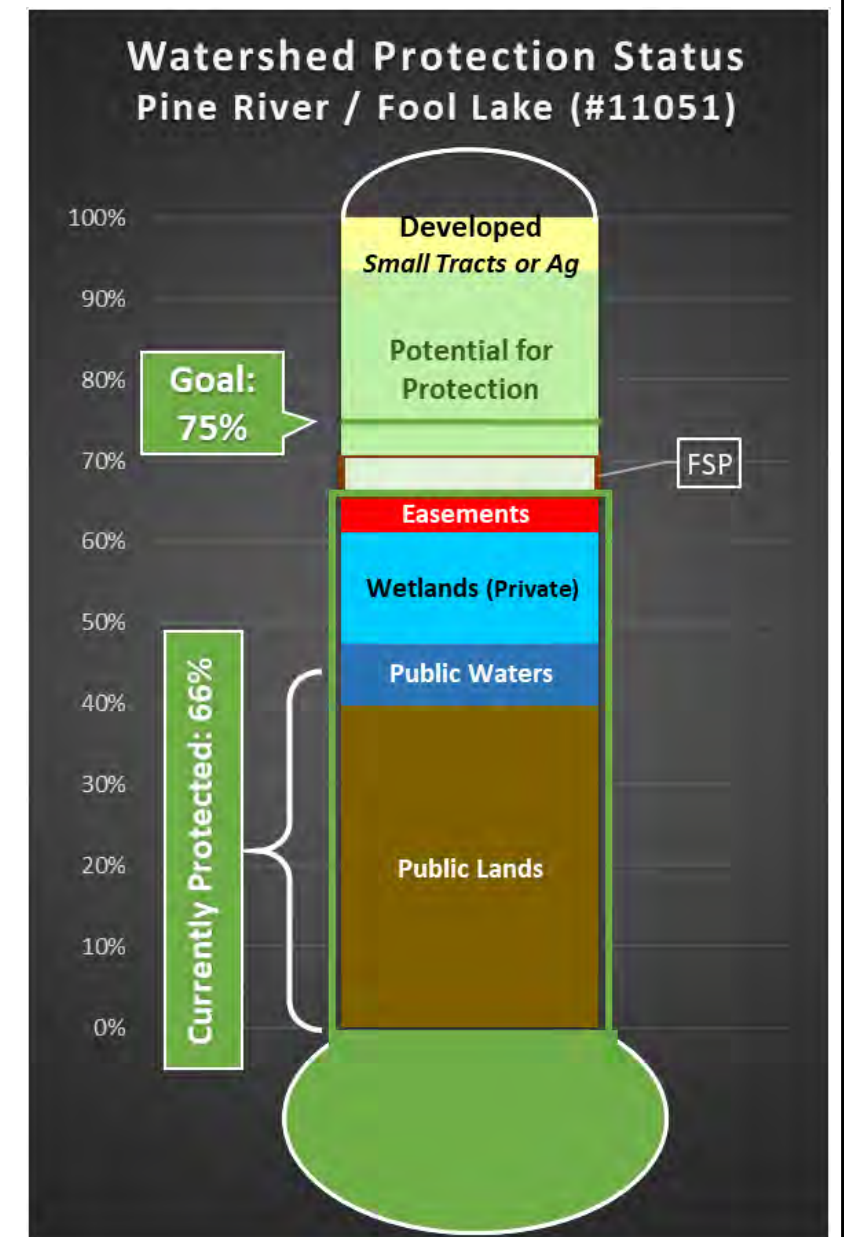 Watershed Protection Status
Pine River / Fool Lake (#11051)
100%
90%
80%
70%
60%
50%
40%
30%
20%
10%
0%
Goal:
75%
Currently Protected: 66%
Developed
Small Tracts or Ag
Potential for
Protection
FSP
Easements
Wetlands (Private)
Public Waters
Public Lands